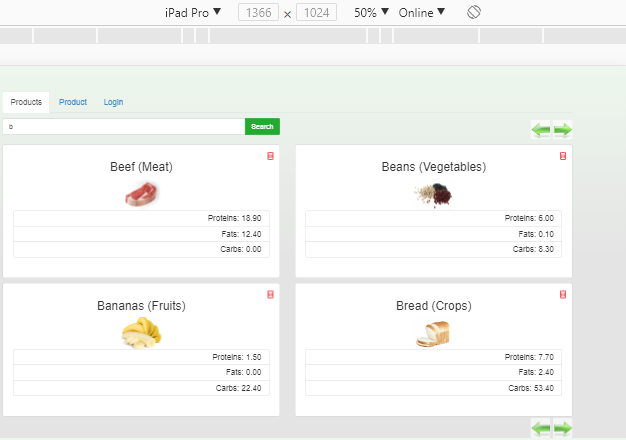 iPad Pro ▼ 1366 × 1024 50% ▼ Online ▼
Products Product Login
b Search
Beef (Meat)
Proteins: 18.90
Fats: 12.40
Carbs: 0.00
Beans (Vegetables)
Proteins: 6.00
Fats: 0.10
Carbs: 8.30
Bananas (Fruits)
Proteins: 1.50
Fats: 0.00
Carbs: 22.40
Bread (Crops)
Proteins: 7.70
Fats: 2.40
Carbs: 53.40